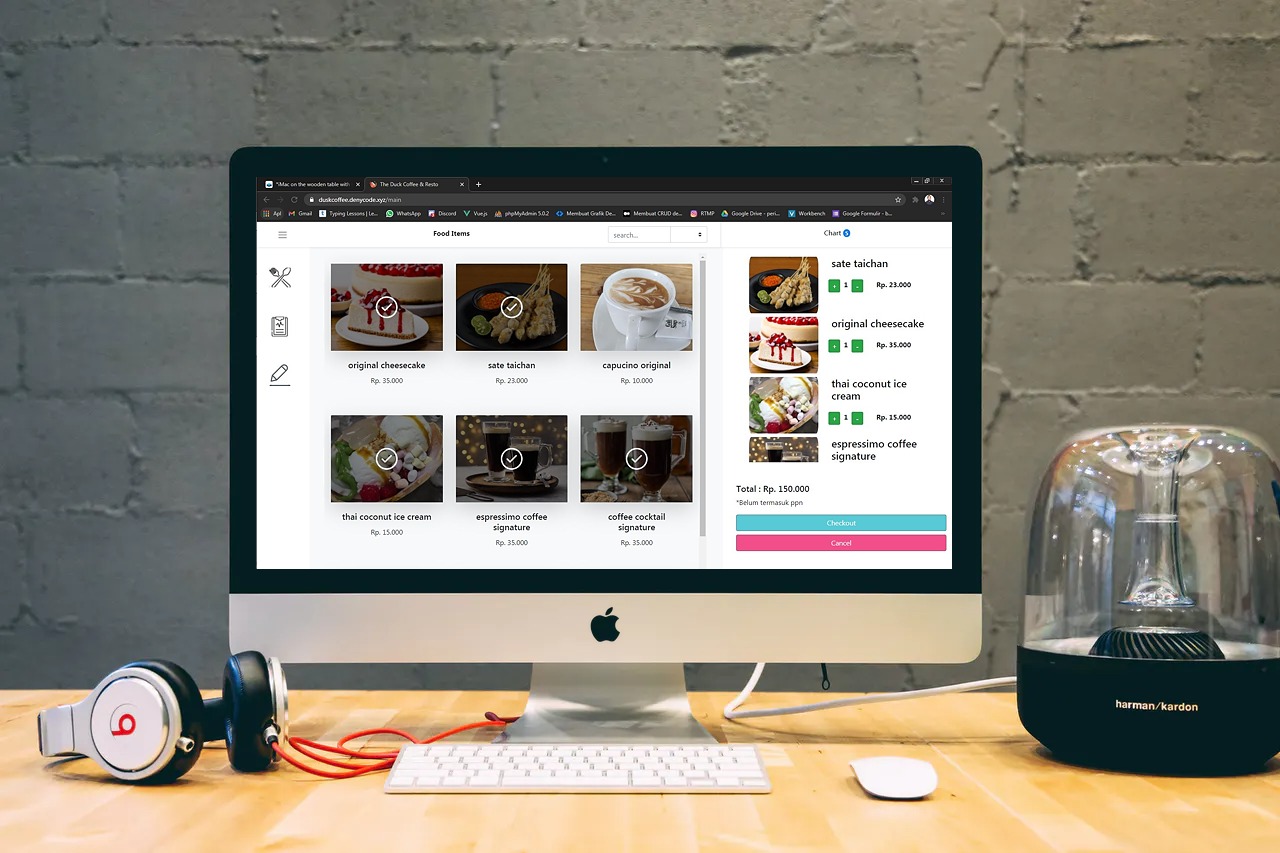 "iMac on the wooden table with
The Duck Coffee & Resto
duskcoffee.denycode.xyz/main
Apl
Gmail
Typing Lessons | Le...
WhatsApp
Discord
Vue.js
phpMyAdmin 5.0.2
Membuat Grafik De...
Membuat CRUD de...
RTMP
Google Drive - peri...
Workbench
Google Formulir - b...
Food Items
search...
Chart 5
original cheesecake
Rp. 35.000
sate taichan
Rp. 23.000
capucino original
Rp. 10.000
thai coconut ice cream
Rp. 15.000
espressimo coffee
signature
Rp. 35.000
coffee cocktail
signature
Rp. 35.000
sate taichan
+ 1 - Rp. 23.000
original cheesecake
+ 1 - Rp. 35.000
thai coconut ice
cream
+ 1 - Rp. 15.000
espressimo coffee
signature
Total : Rp. 150.000
*Belum termasuk ppn
Checkout
Cancel
b
harman/kardon